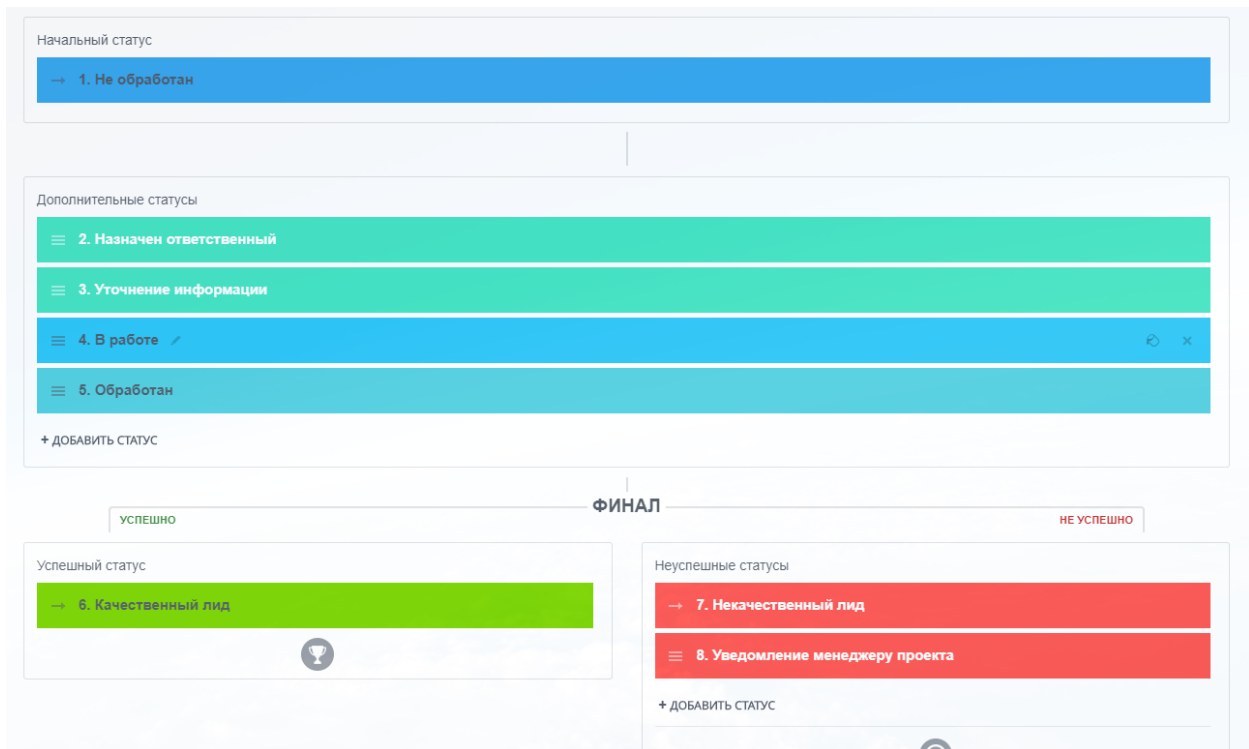 Начальный статус
1. Не обработан
Дополнительные статусы
2. Назначен ответственный
3. Уточнение информации
4. В работе
5. Обработан
+ ДОБАВИТЬ СТАТУС
ФИНАЛ
УСПЕШНО
НЕ УСПЕШНО
Успешный статус
6. Качественный лид
Неуспешные статусы
7. Некачественный лид
8. Уведомление менеджеру проекта
+ ДОБАВИТЬ СТАТУС